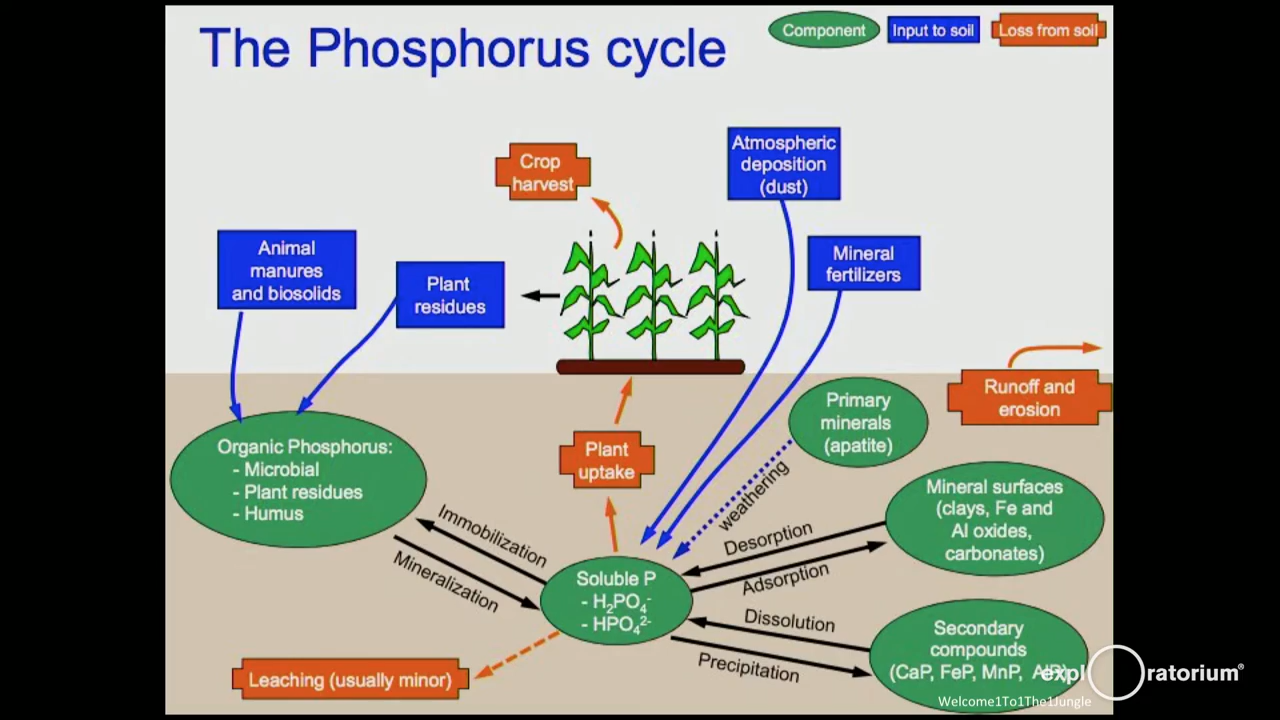 The Phosphorus cycle
Component
Input to soil
Loss from soil
Atmospheric
deposition
(dust)
Crop
harvest
Animal
manures
and biosolids
Plant
residues
Mineral
fertilizers
Runoff and
erosion
Primary
minerals
(apatite)
Organic Phosphorus:
- Microbial
- Plant residues
- Humus
Plant
uptake
weathering
Mineral surfaces
(clays, Fe and
Al oxides,
carbonates)
Immobilization
Mineralization
Desorption
Adsorption
Soluble P
- H₂PO₄⁻
- HPO₄²⁻
Dissolution
Precipitation
Secondary
compounds
(CaP, FeP, MnP, AlP)
Leaching (usually minor)
expl ratorium®
Welcome1To1The1Jungle